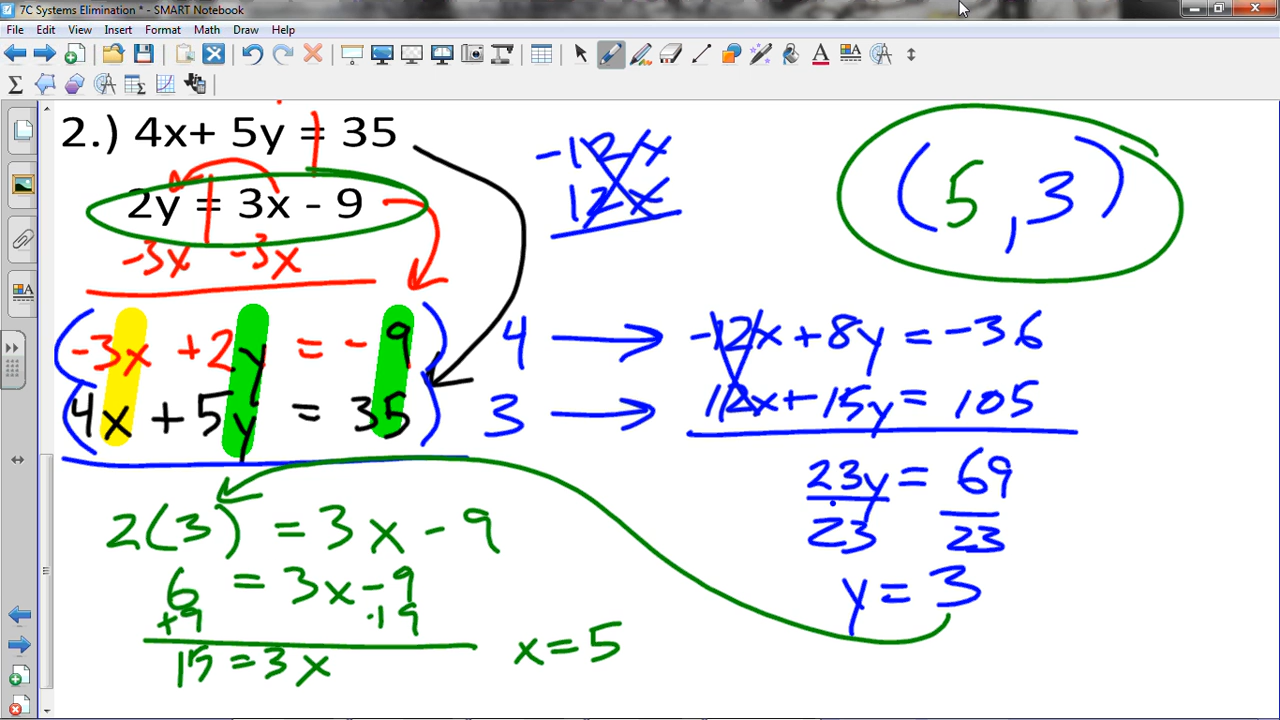 7C Systems Elimination * - SMART Notebook
File Edit View Insert Format Math Draw Help
2.) 4x+ 5y = 35
2y = 3x - 9
-3x -3x
-12x
12x
(5, 3)
(-3x +2y = -9) 4 → -12x + 8y = -36
(4x + 5y = 35) 3 → 12x + 15y = 105
23y = 69
23 23
y = 3
2(3) = 3x - 9
6 = 3x - 9
+9 +9
15 = 3x
x = 5